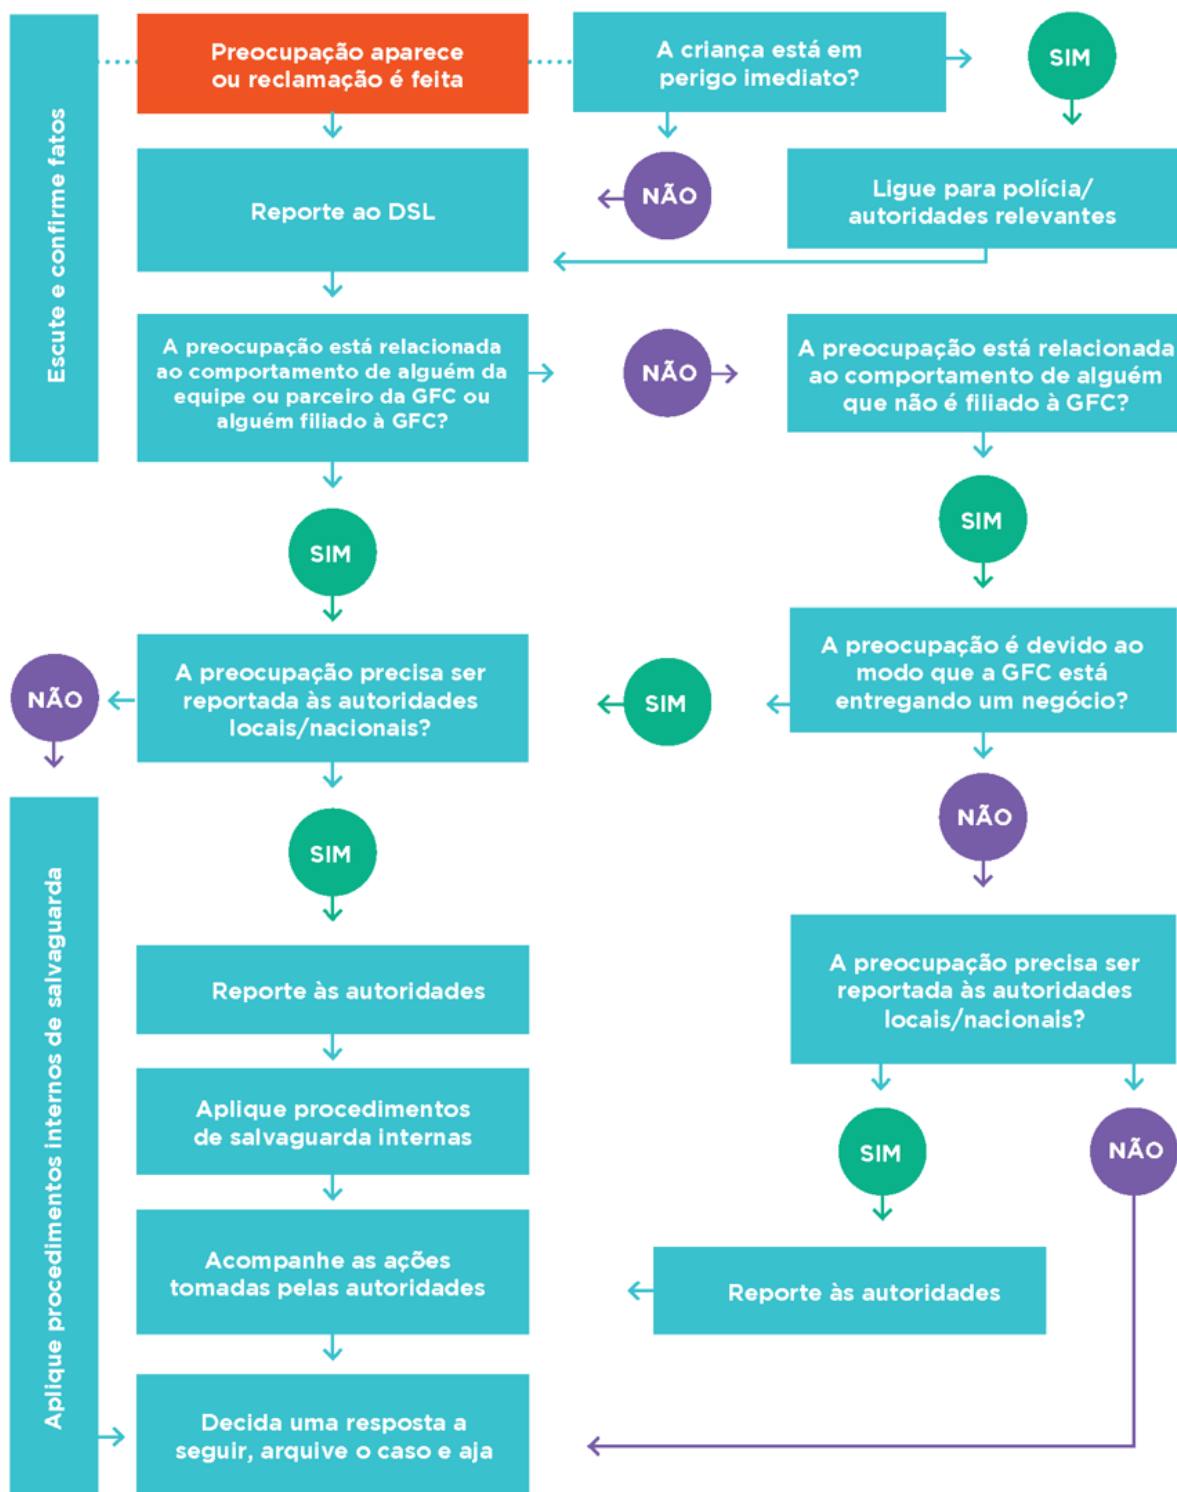 Escute e confirme fatos
Preocupação aparece
ou reclamação é feita
A criança está em
perigo imediato?
SIM
Reporte ao DSL
NÃO
Ligue para polícia/
autoridades relevantes
A preocupação está relacionada
ao comportamento de alguém da
equipe ou parceiro da GFC ou
alguém filiado à GFC?
NÃO
A preocupação está relacionada
ao comportamento de alguém
que não é filiado à GFC?
SIM
SIM
NÃO
A preocupação precisa ser
reportada às autoridades
locais/nacionais?
SIM
A preocupação é devido ao
modo que a GFC está
entregando um negócio?
SIM
NÃO
Aplique procedimentos internos de salvaguarda
Reporte às autoridades
A preocupação precisa ser
reportada às autoridades
locais/nacionais?
Aplique procedimentos
de salvaguarda internas
SIM
NÃO
Acompanhe as ações
tomadas pelas autoridades
Reporte às autoridades
Decida uma resposta a
seguir, arquive o caso e aja